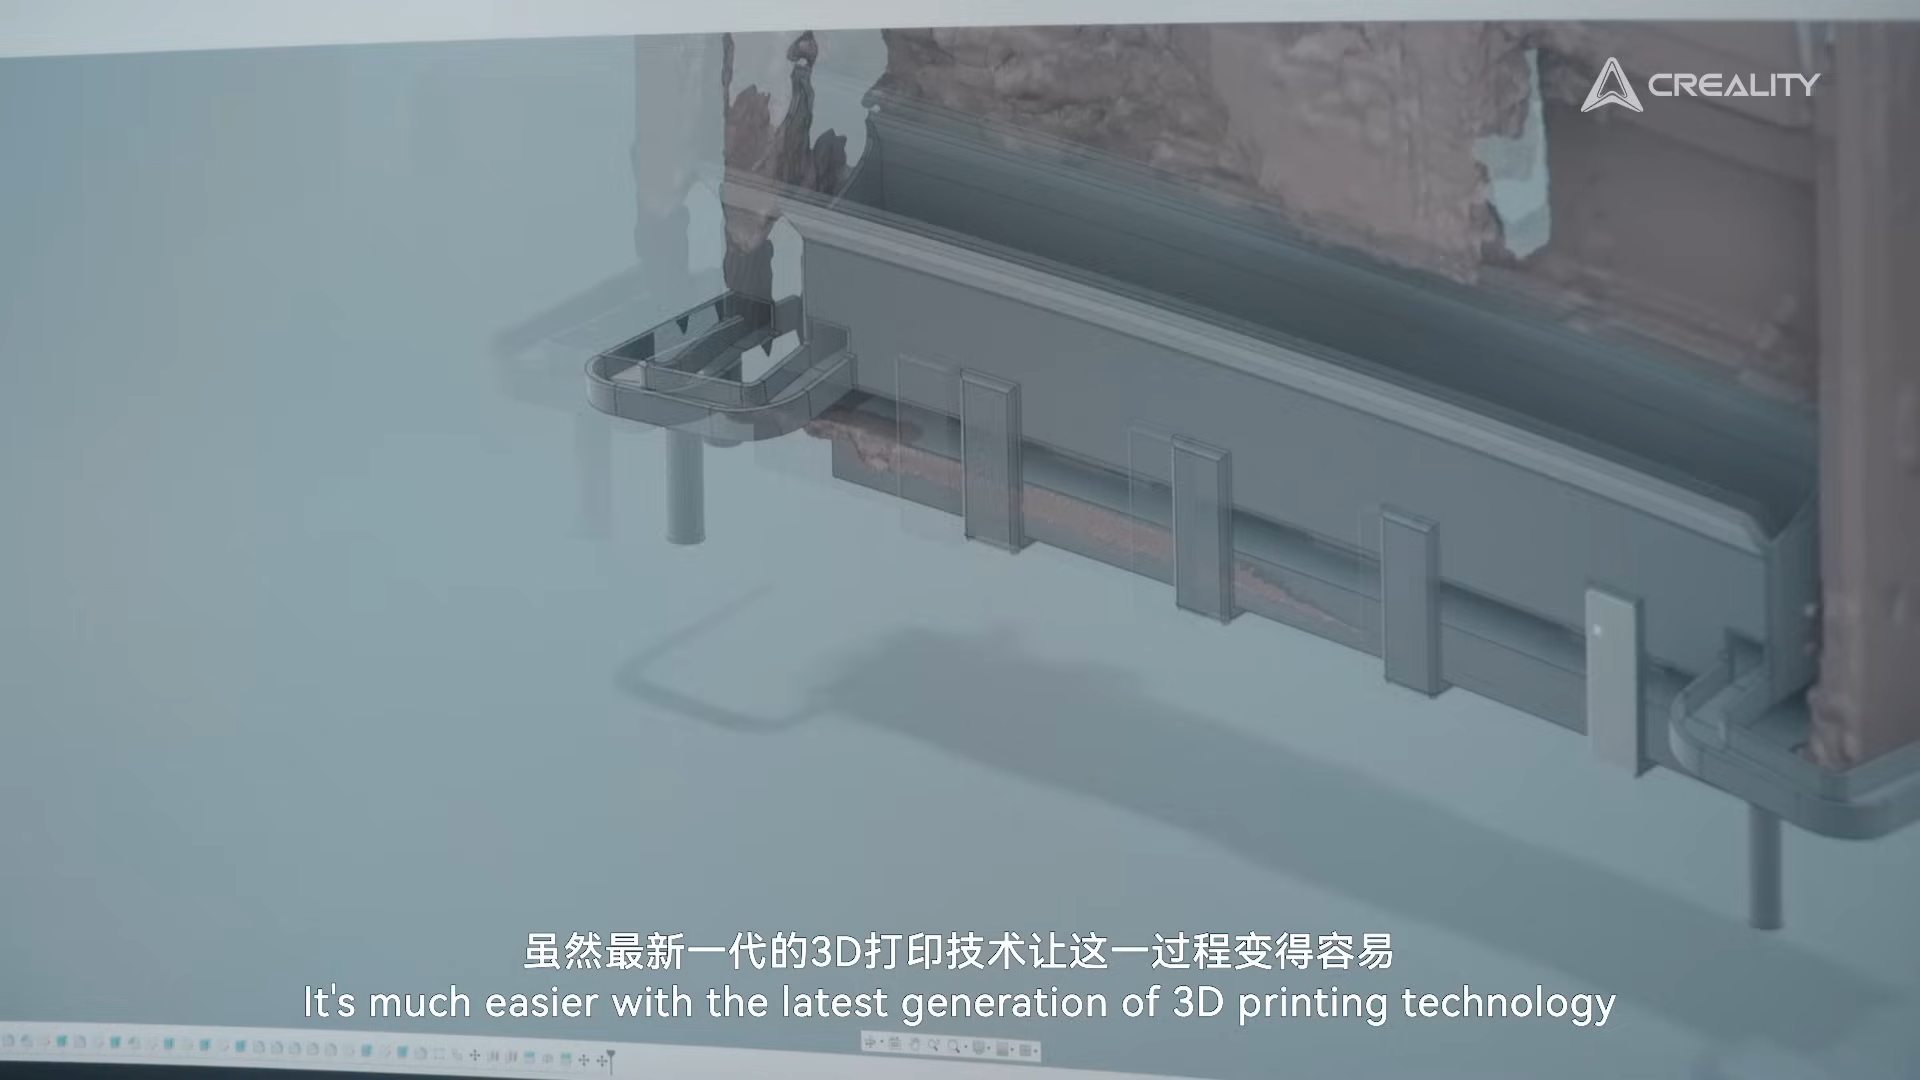 CREALITY
虽然最新一代的3D打印技术让这一过程变得容易
It's much easier with the latest generation of 3D printing technology